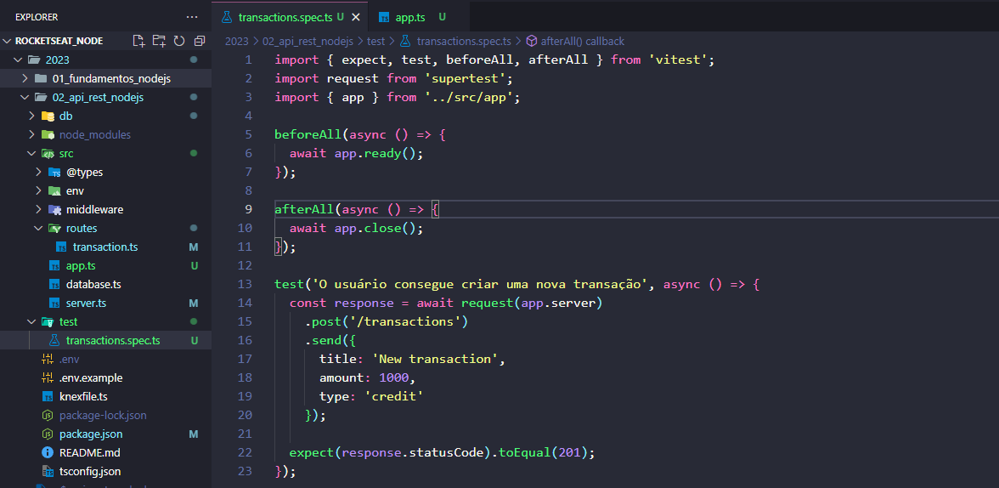 EXPLORER
ROCKETSEAT_NODE
2023
01_fundamentos_nodejs
02_api_rest_nodejs
db
node_modules
src
@types
env
middleware
routes
transaction.ts M
app.ts U
database.ts
server.ts M
test
transactions.spec.ts U
.env
.env.example
knexfile.ts
package-lock.json
package.json M
README.md
tsconfig.json
transactions.spec.ts U
app.ts U
2023 > 02_api_rest_nodejs > test > transactions.spec.ts > afterAll() callback
1 import { expect, test, beforeAll, afterAll } from 'vitest';
2 import request from 'supertest';
3 import { app } from '../src/app';
4
5 beforeAll(async () => {
6 await app.ready();
7 });
8
9 afterAll(async () => {
10 await app.close();
11 });
12
13 test('O usuário consegue criar uma nova transação', async () => {
14 const response = await request(app.server)
15 .post('/transactions')
16 .send({
17 title: 'New transaction',
18 amount: 1000,
19 type: 'credit'
20 });
21
22 expect(response.statusCode).toEqual(201);
23 });